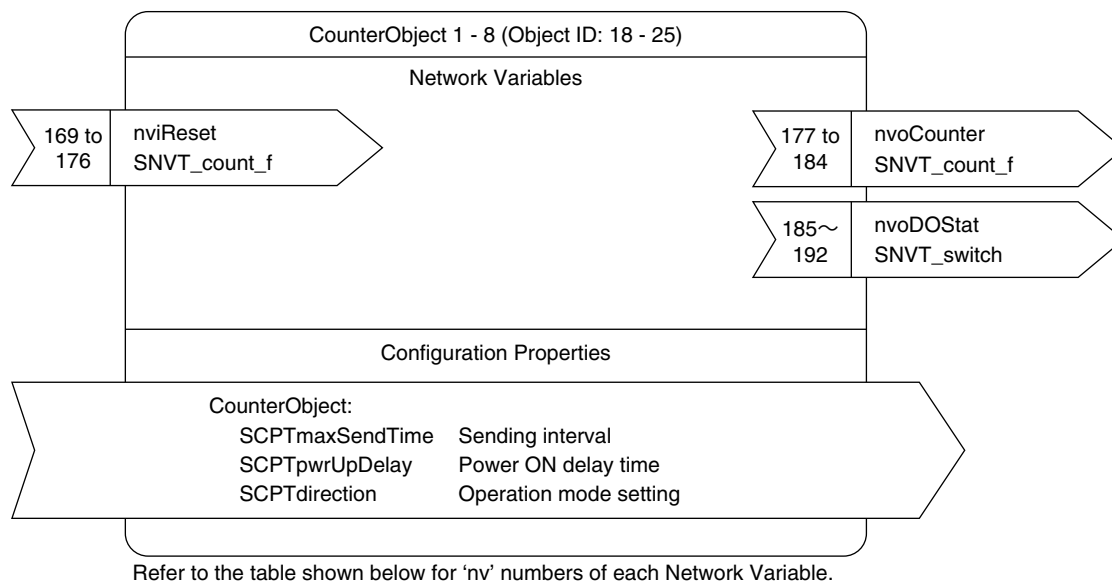 CounterObject 1 - 8 (Object ID: 18 - 25)
Network Variables
169 to
176
nviReset
SNVT_count_f
177 to
184
nvoCounter
SNVT_count_f
185～
192
nvoDOStat
SNVT_switch
Configuration Properties
CounterObject:
SCPTmaxSendTime Sending interval
SCPTpwrUpDelay Power ON delay time
SCPTdirection Operation mode setting
Refer to the table shown below for ‘nv’ numbers of each Network Variable.